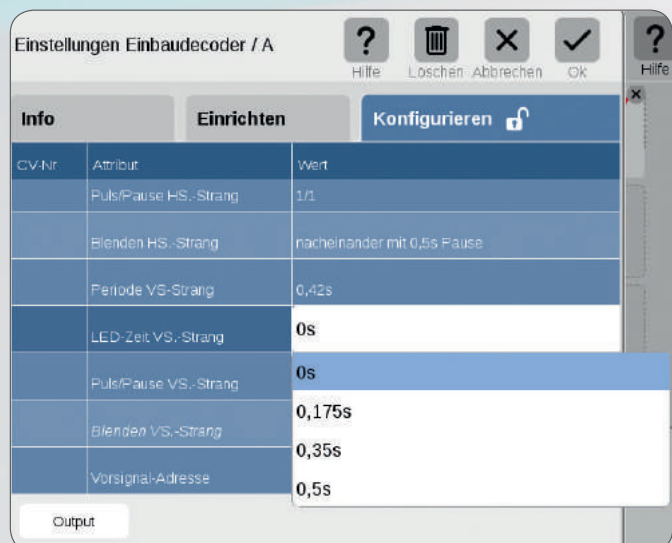 Einstellungen Einbaudecoder / A
Hilfe
Löschen
Abbrechen
Ok
Hilfe
Info
Einrichten
Konfigurieren
CV-Nr
Attribut
Wert
Puls/Pause HS.-Strang
1/1
Blenden HS.-Strang
nacheinander mit 0,5s Pause
Periode VS-Strang
0,42s
LED-Zeit VS.-Strang
0s
Puls/Pause VS.-Strang
0s
0,175s
Blenden VS.-Strang
0,35s
Vorsignal-Adresse
0,5s
Output